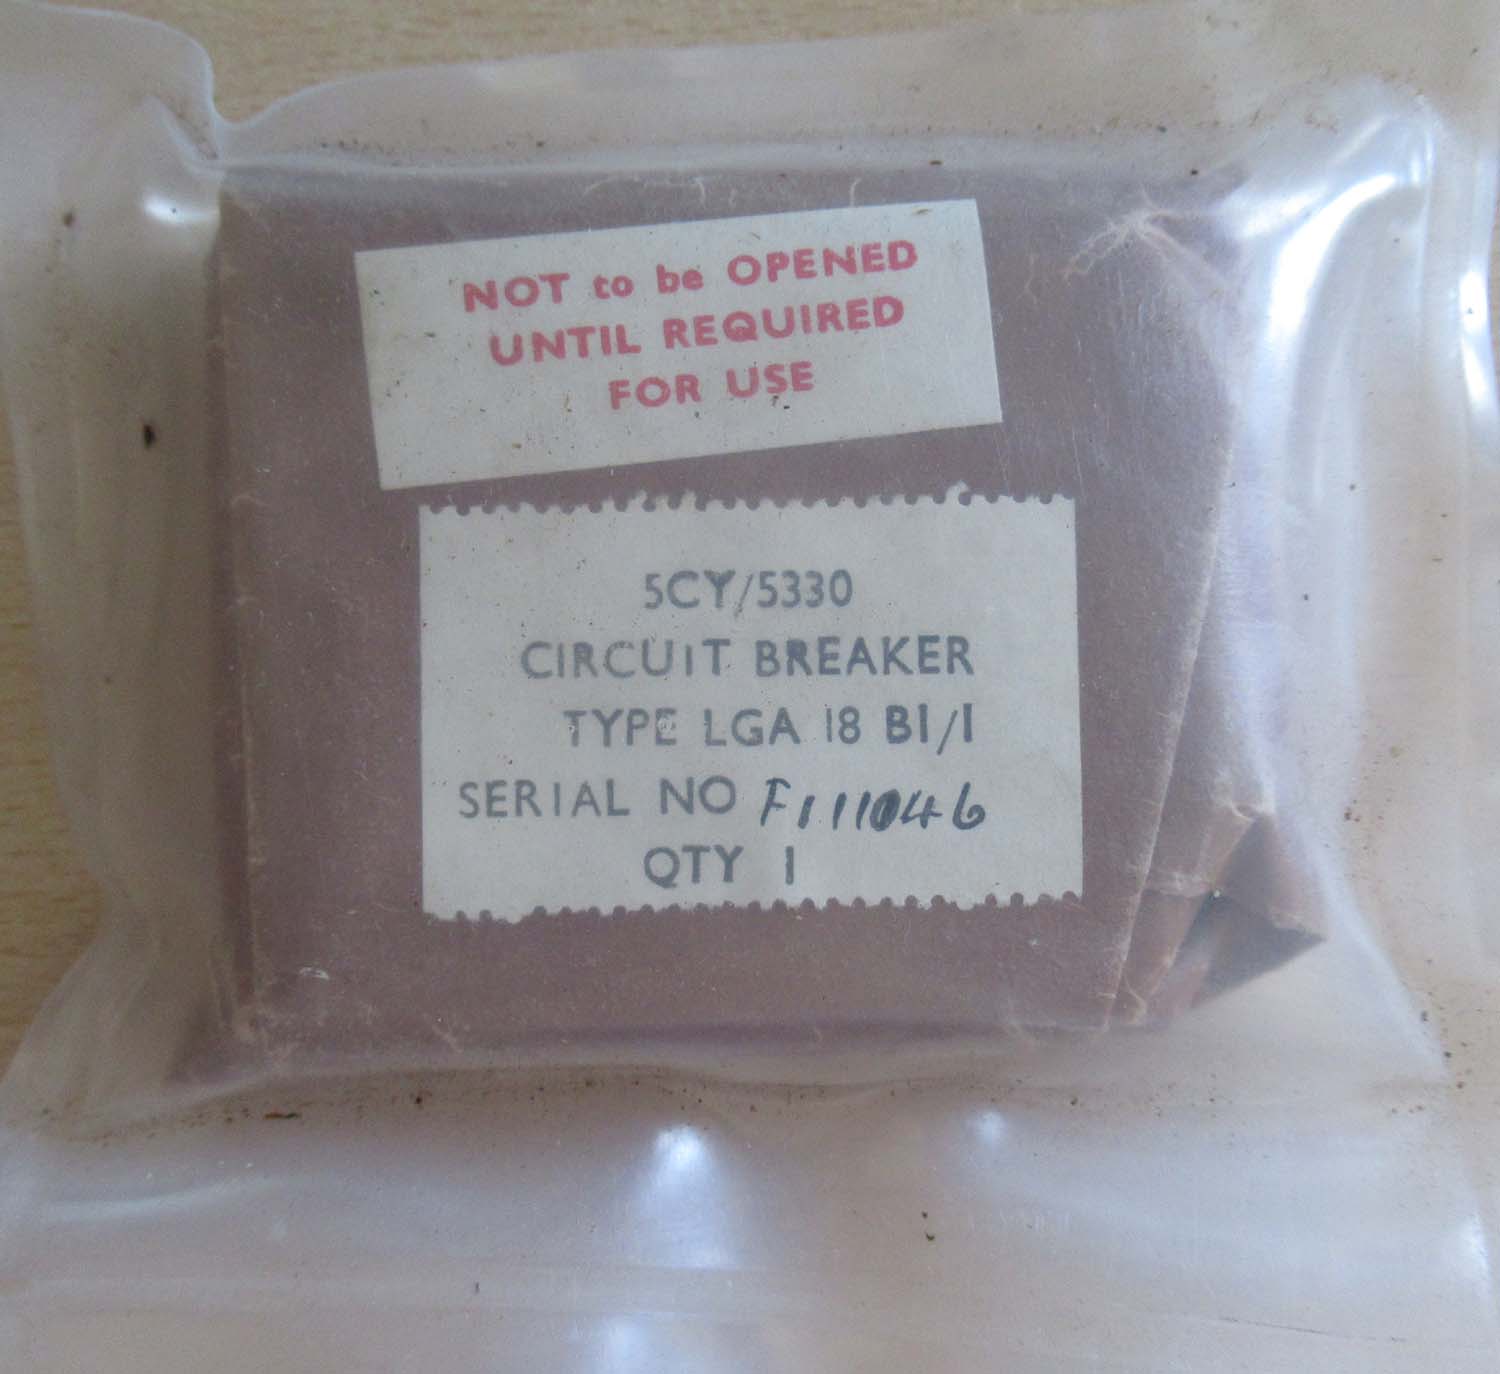 NOT to be OPENED
UNTIL REQUIRED
FOR USE
5CY/5330
CIRCUIT BREAKER
TYPE LGA 18 B1/1
SERIAL NO F111046
QTY 1